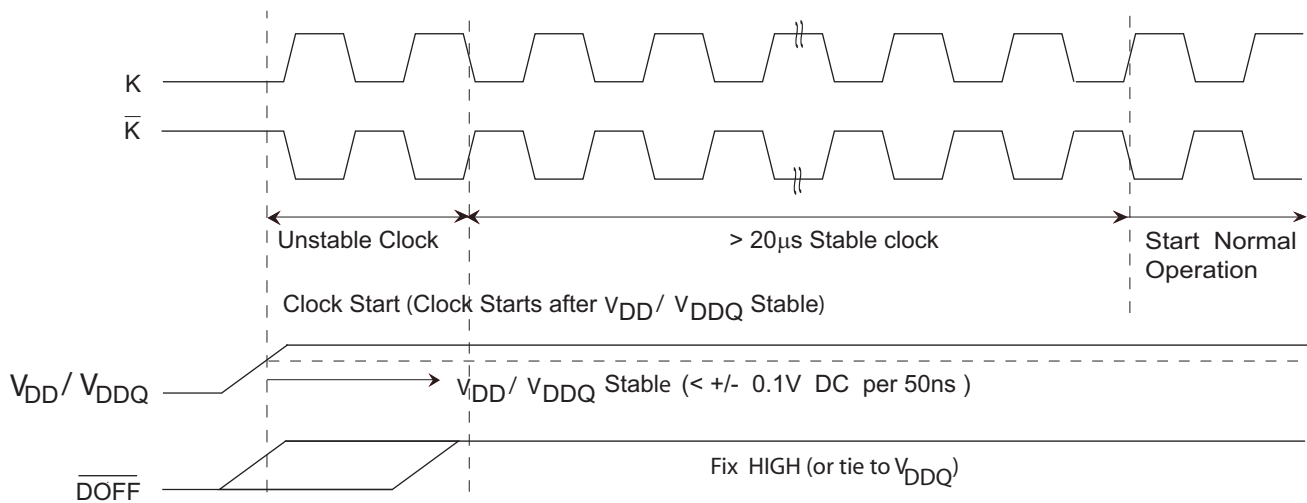 K
K̅
Unstable Clock
> 20μs Stable clock
Start Normal
Operation
Clock Start (Clock Starts after VDD/ VDDQ Stable)
VDD/ VDDQ
VDD/ VDDQ Stable (< +/- 0.1V DC per 50ns )
Fix HIGH (or tie to VDDQ)
D̅O̅F̅F̅